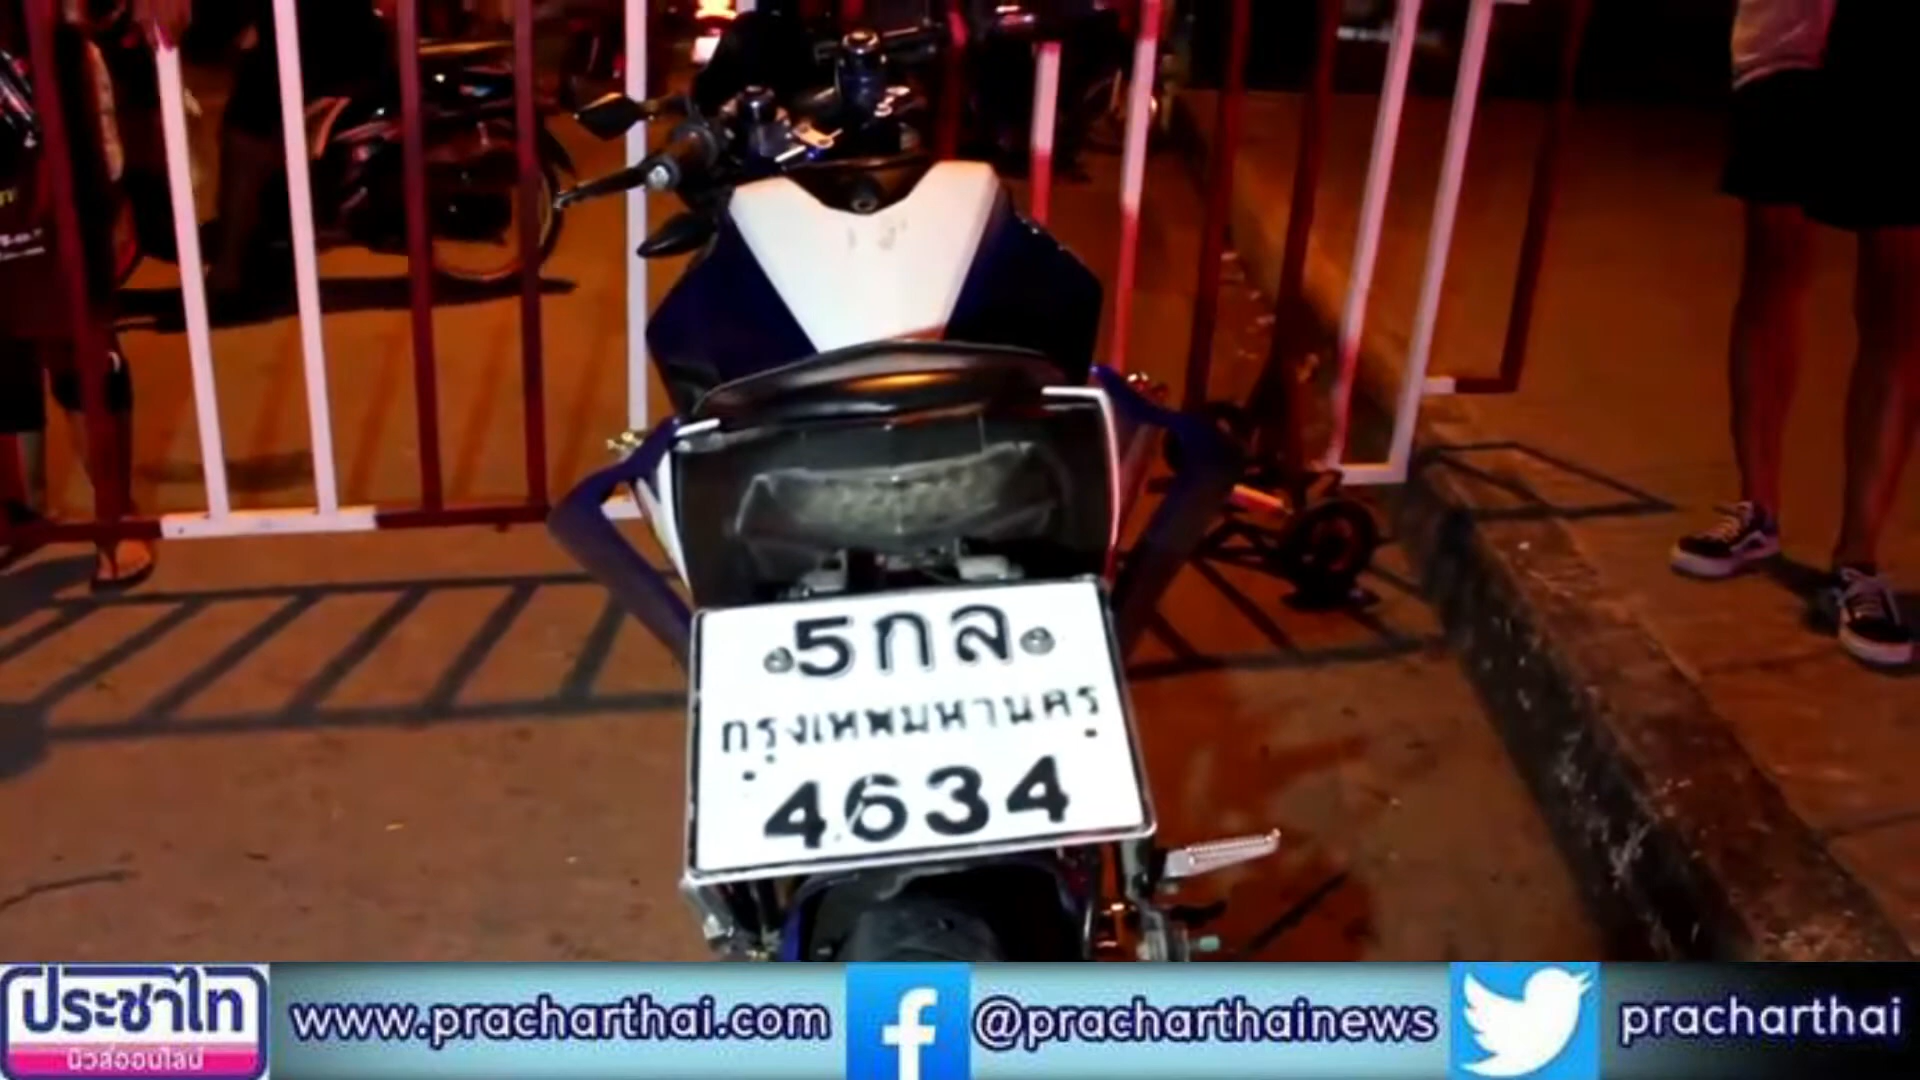 5กล
กรุงเทพมหานคร
4634
ประชาไท
นิวส์ออนไลน์
www.pracharthai.com
@pracharthainews
pracharthai